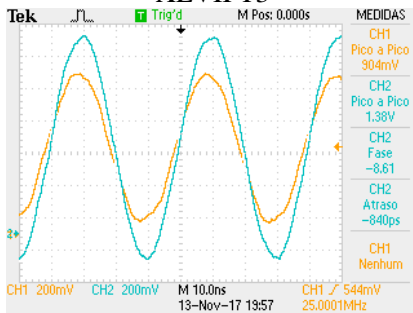 Tek
T Trig'd
M Pos: 0.000s
MEDIDAS
CH1
Pico a Pico
904mV
CH2
Pico a Pico
1.38V
CH2
Fase
-8.61
CH2
Atraso
-840ps
CH1
Nenhum
2
CH1 200mV
CH2 200mV
M 10.0ns
CH1 / 544mV
13-Nov-17 19:57
25.0001MHz